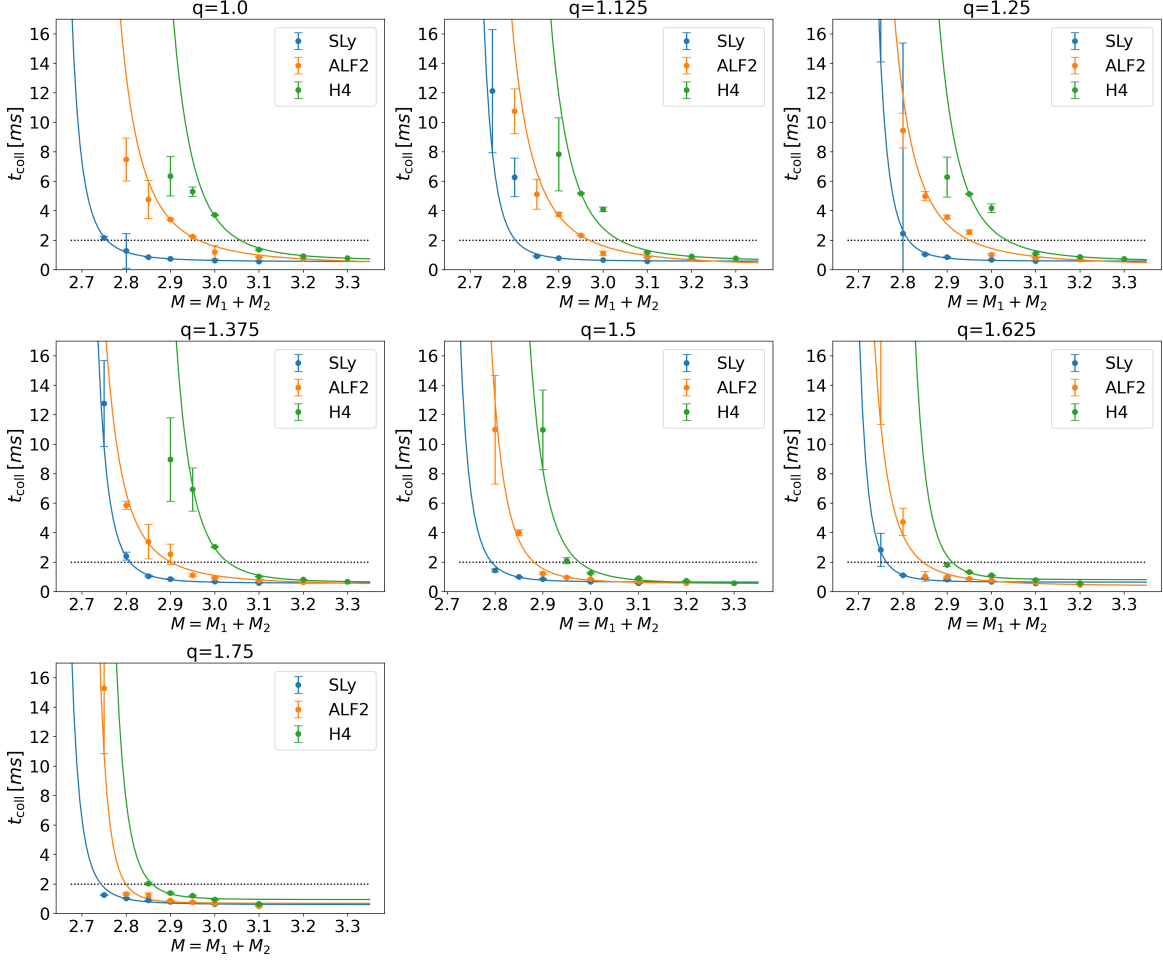 q=1.0
16
14
12
10
8
6
4
2
0
t_coll [ms]
SLy
ALF2
H4
2.7 2.8 2.9 3.0 3.1 3.2 3.3
M = M_1 + M_2
q=1.125
16
14
12
10
8
6
4
2
0
t_coll [ms]
SLy
ALF2
H4
2.7 2.8 2.9 3.0 3.1 3.2 3.3
M = M_1 + M_2
q=1.25
16
14
12
10
8
6
4
2
0
t_coll [ms]
SLy
ALF2
H4
2.7 2.8 2.9 3.0 3.1 3.2 3.3
M = M_1 + M_2
q=1.375
16
14
12
10
8
6
4
2
0
t_coll [ms]
SLy
ALF2
H4
2.7 2.8 2.9 3.0 3.1 3.2 3.3
M = M_1 + M_2
q=1.5
16
14
12
10
8
6
4
2
0
t_coll [ms]
SLy
ALF2
H4
2.7 2.8 2.9 3.0 3.1 3.2 3.3
M = M_1 + M_2
q=1.625
16
14
12
10
8
6
4
2
0
t_coll [ms]
SLy
ALF2
H4
2.7 2.8 2.9 3.0 3.1 3.2 3.3
M = M_1 + M_2
q=1.75
16
14
12
10
8
6
4
2
0
t_coll [ms]
SLy
ALF2
H4
2.7 2.8 2.9 3.0 3.1 3.2 3.3
M = M_1 + M_2